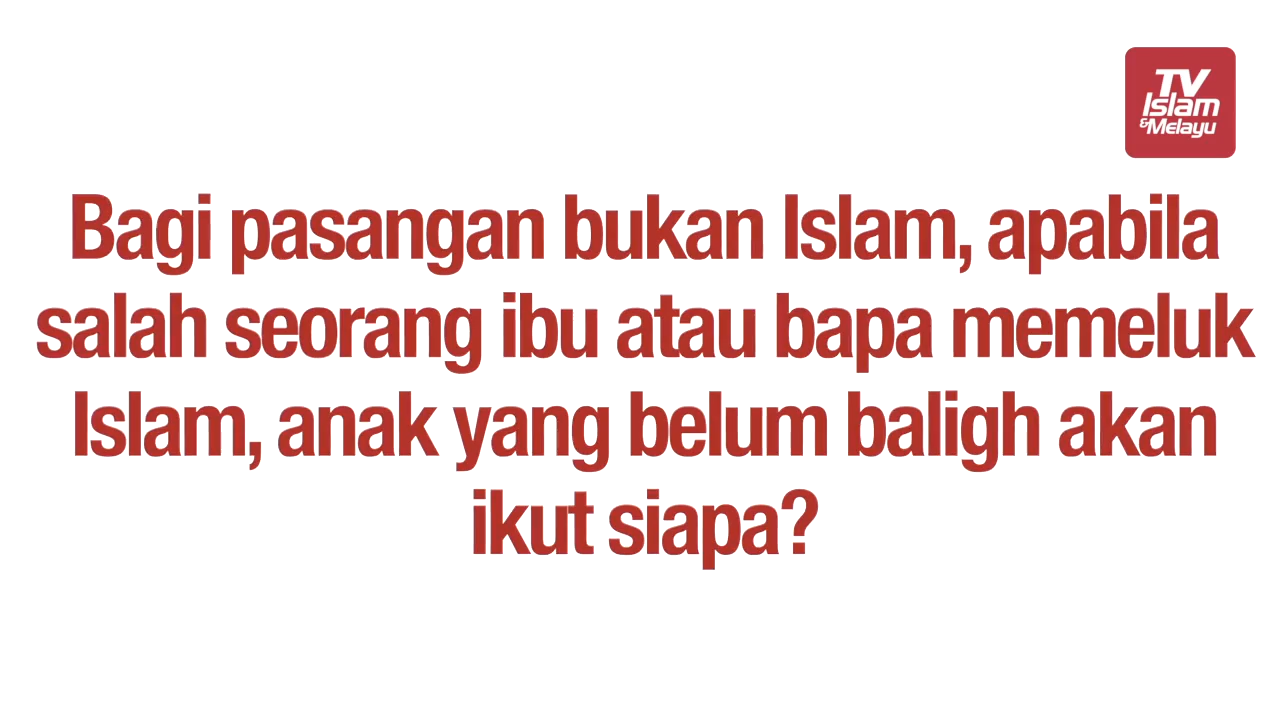 TV
Islam
&Melayu
Bagi pasangan bukan Islam, apabila
salah seorang ibu atau bapa memeluk
Islam, anak yang belum baligh akan
ikut siapa?